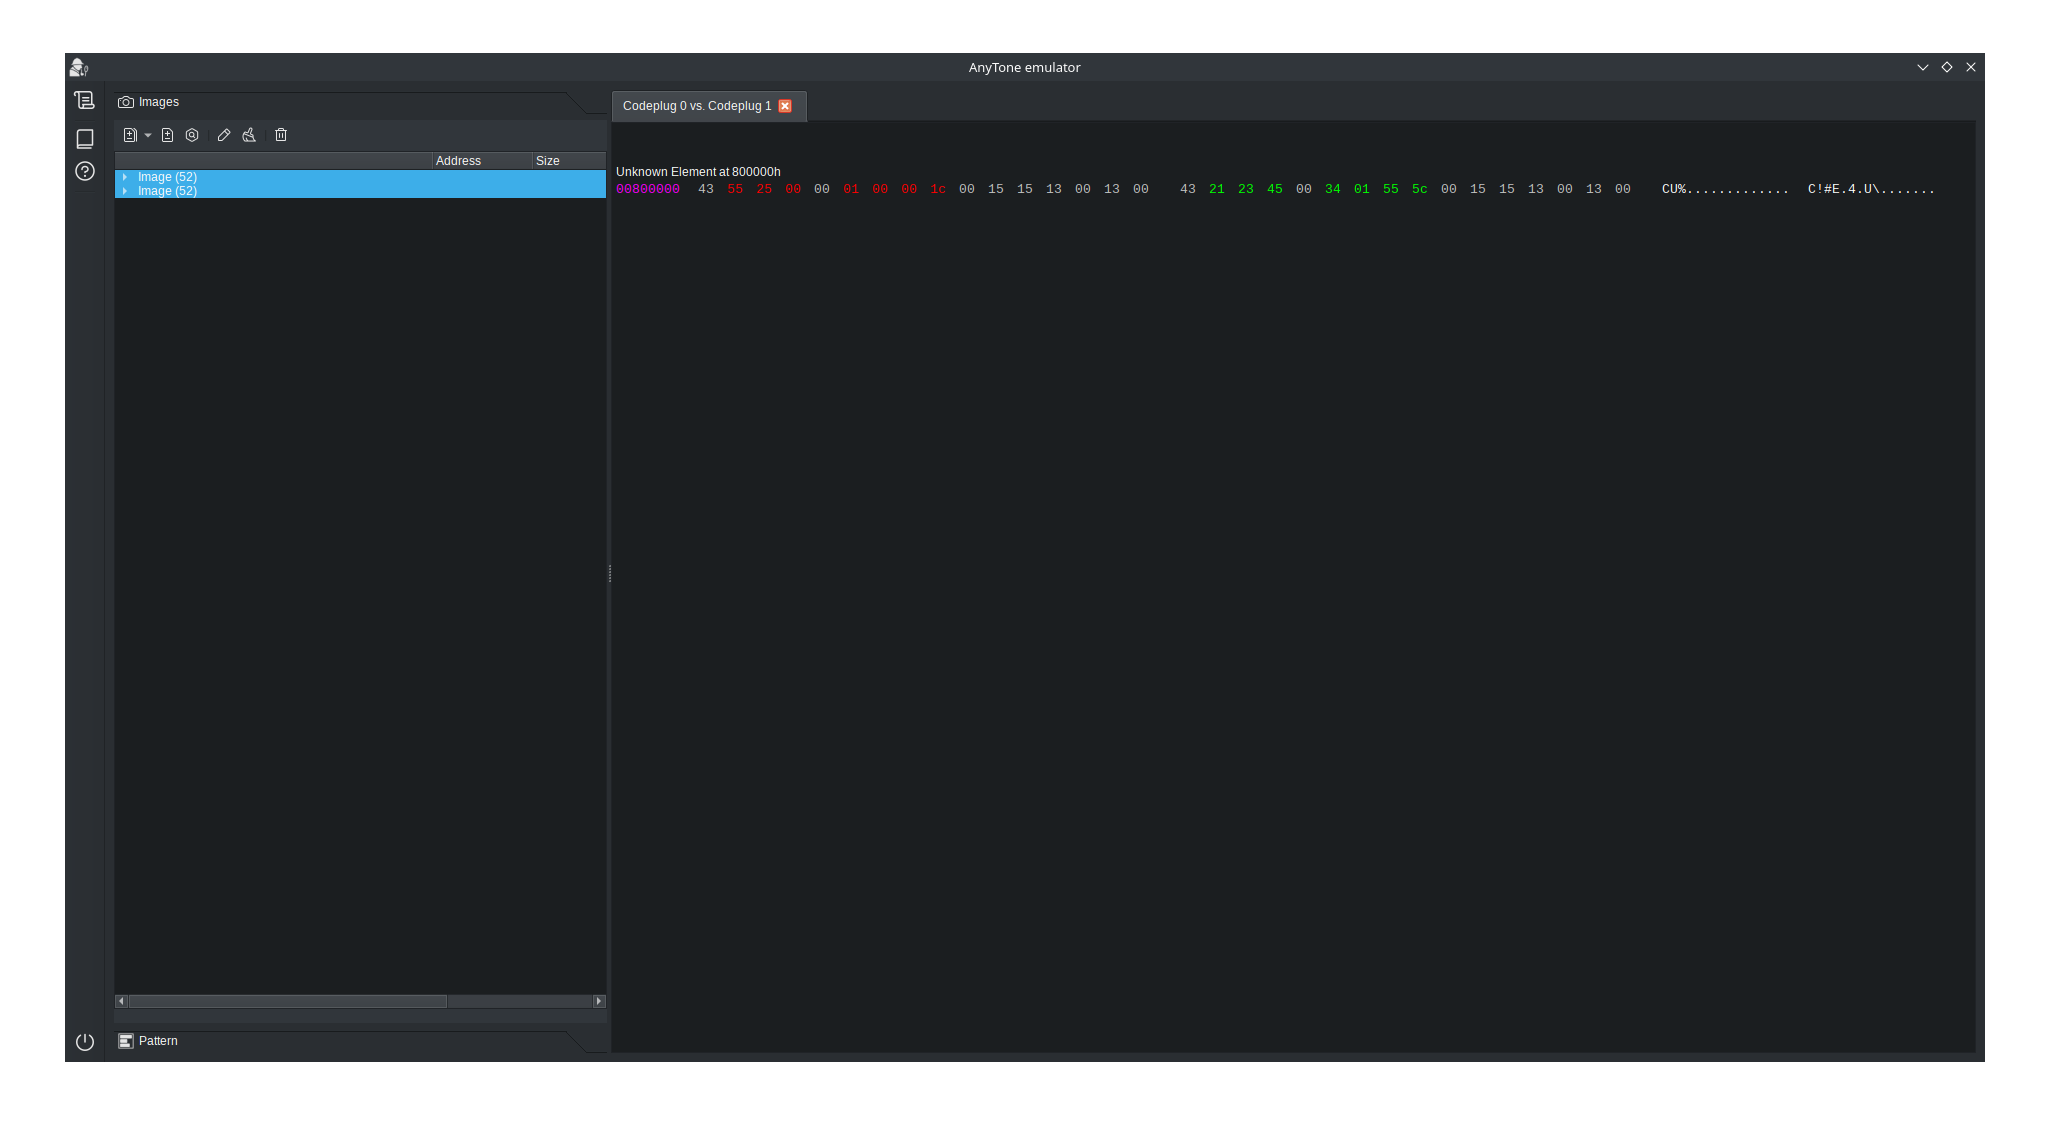 AnyTone emulator
Images
Codeplug 0 vs. Codeplug 1
Address Size
Image (52)
Image (52)
Unknown Element at 800000h
00800000 43 55 25 00 00 01 00 00 1c 00 15 15 13 00 13 00 43 21 23 45 00 34 01 55 5c 00 15 15 13 00 13 00 CU%............. C!#E.4.U\.......
Pattern